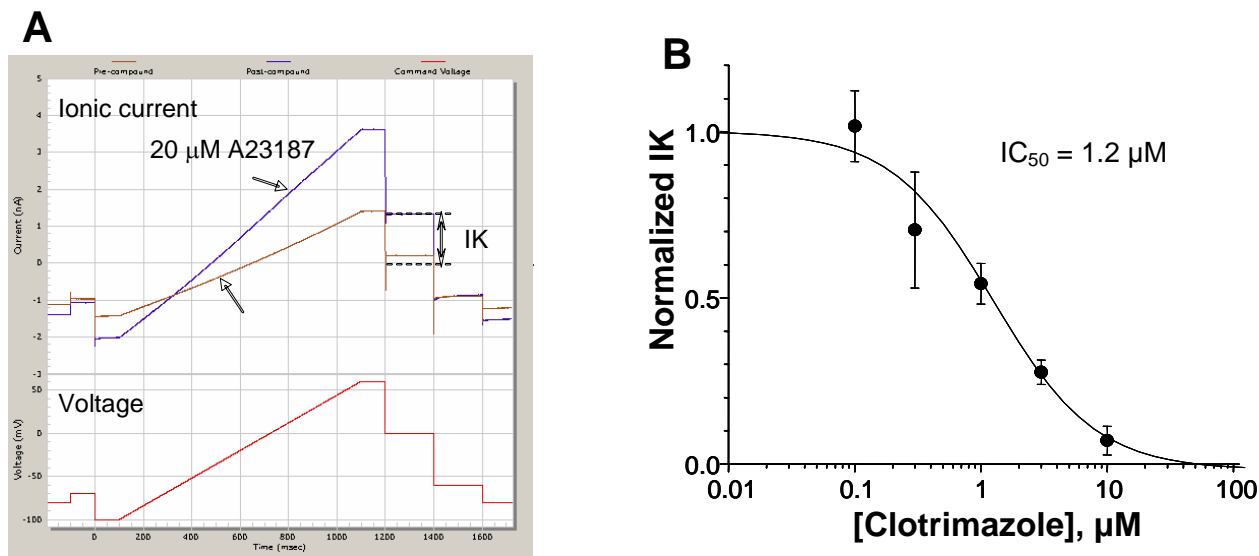 A
Pre-compound Post-compound Command Voltage
Ionic current
20 μM A23187
IK
Current (nA)
5
4
3
2
1
0
-1
-2
-3
Voltage
Voltage (mV)
50
0
-50
-100
0 200 400 600 800 1000 1200 1400 1600
Time (msec)
B
IC50 = 1.2 μM
Normalized IK
1.0
0.5
0.0
0.01 0.1 1 10 100
[Clotrimazole], μM